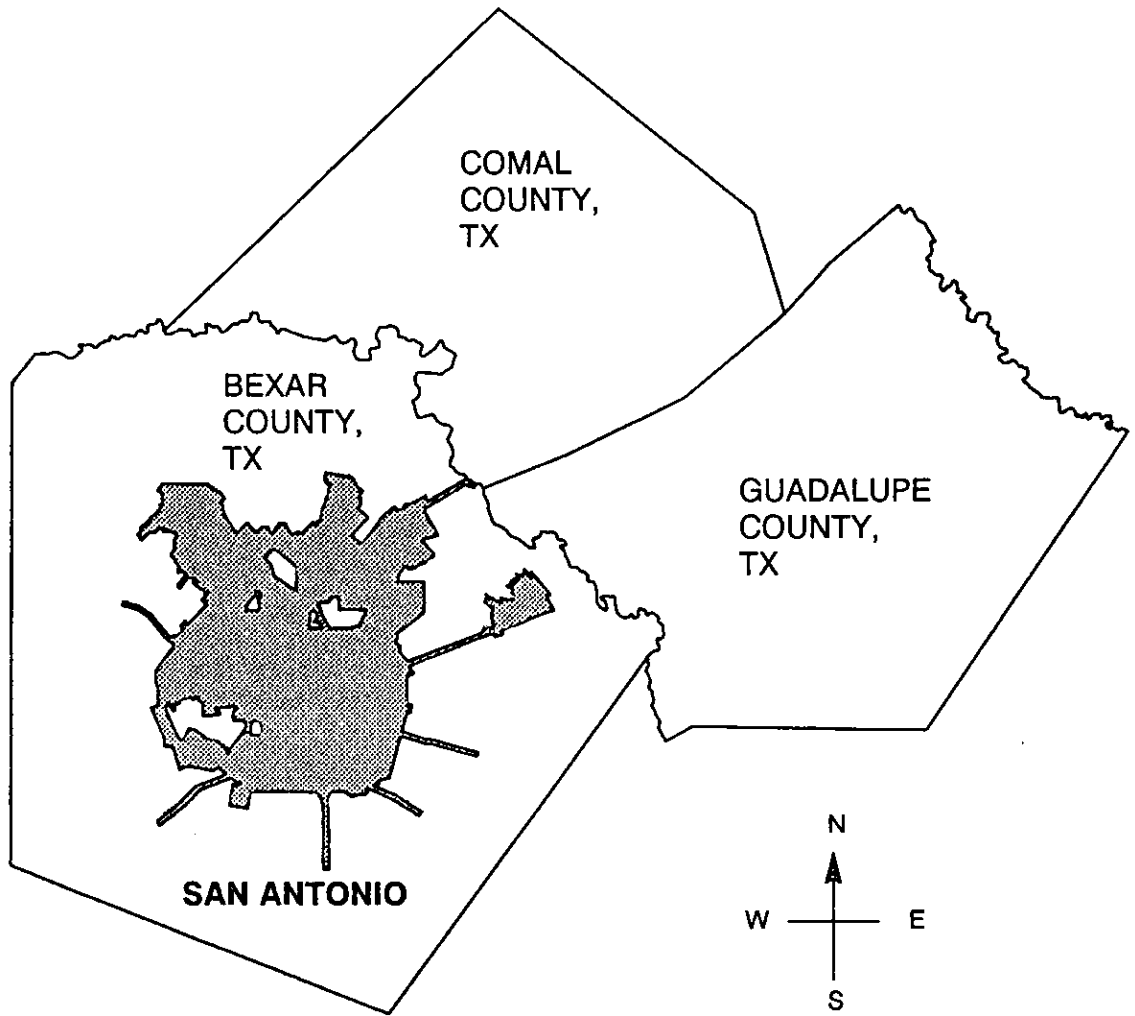 COMAL
COUNTY,
TX
BEXAR
COUNTY,
TX
GUADALUPE
COUNTY,
TX
SAN ANTONIO
N
W E
S